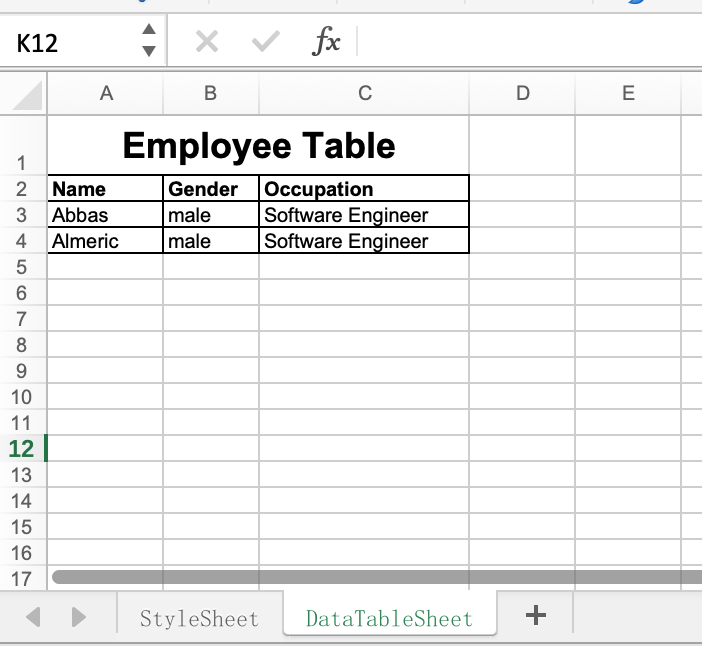 K12 fx
A B C D E
1 Employee Table
2 Name Gender Occupation
3 Abbas male Software Engineer
4 Almeric male Software Engineer
5
6
7
8
9
10
11
12
13
14
15
16
17
StyleSheet DataTableSheet +